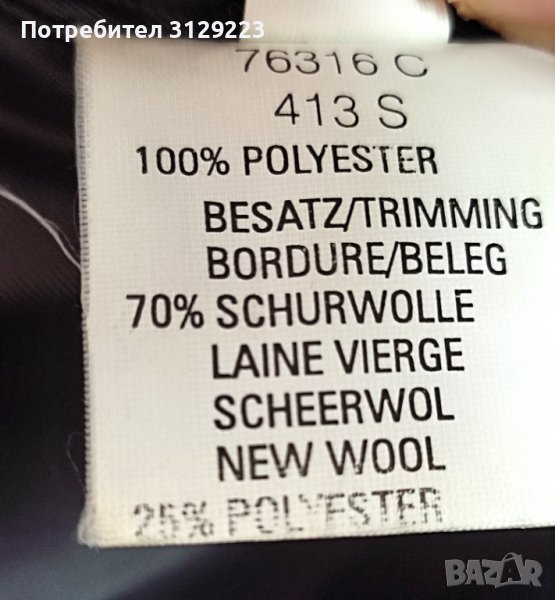 Потребител 3129223
76316 C
413 S
100% POLYESTER
BESATZ/TRIMMING
BORDURE/BELEG
70% SCHURWOLLE
LAINE VIERGE
SCHEERWOL
NEW WOOL
25% POLYESTER
BAZAR